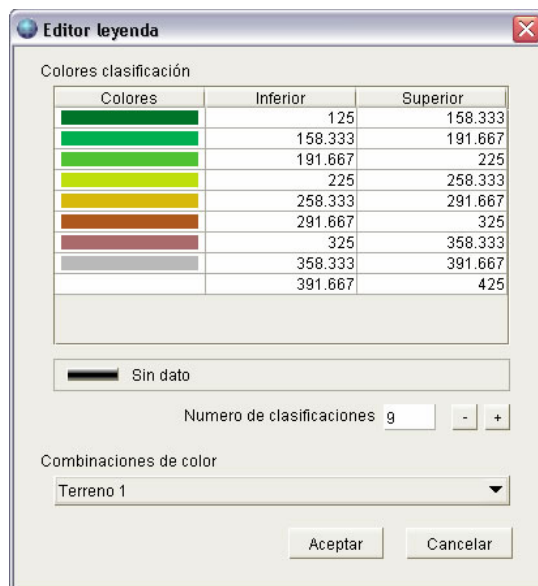 Editor leyenda
Colores clasificación
Colores Inferior Superior
125 158.333
158.333 191.667
191.667 225
225 258.333
258.333 291.667
291.667 325
325 358.333
358.333 391.667
391.667 425
Sin dato
Numero de clasificaciones 9 - +
Combinaciones de color
Terreno 1
Aceptar Cancelar